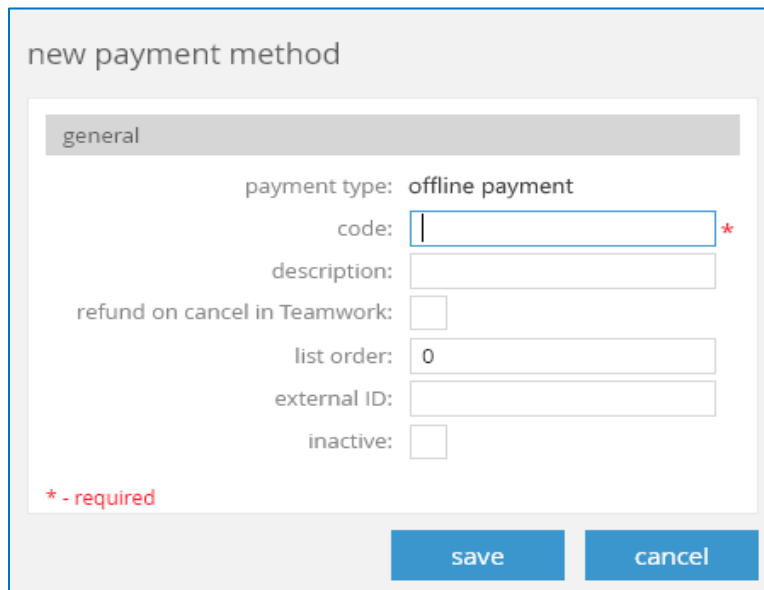 new payment method
general
payment type: offline payment
code: *
description:
refund on cancel in Teamwork:
list order: 0
external ID:
inactive:
* - required
save cancel